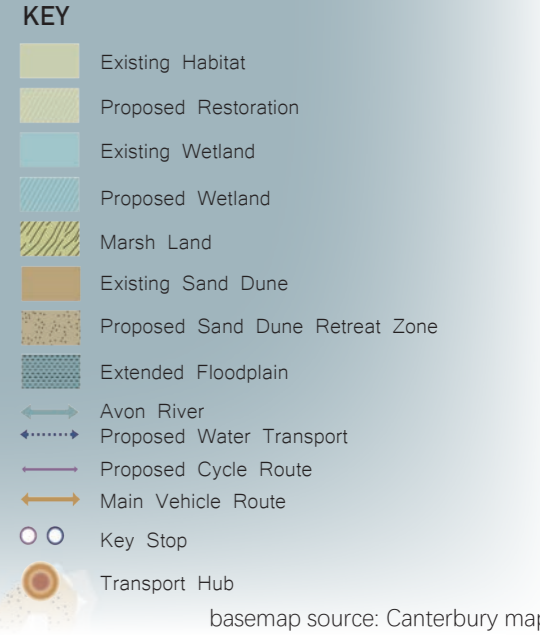 KEY
Existing Habitat
Proposed Restoration
Existing Wetland
Proposed Wetland
Marsh Land
Existing Sand Dune
Proposed Sand Dune Retreat Zone
Extended Floodplain
Avon River
Proposed Water Transport
Proposed Cycle Route
Main Vehicle Route
Key Stop
Transport Hub
basemap source: Canterbury map